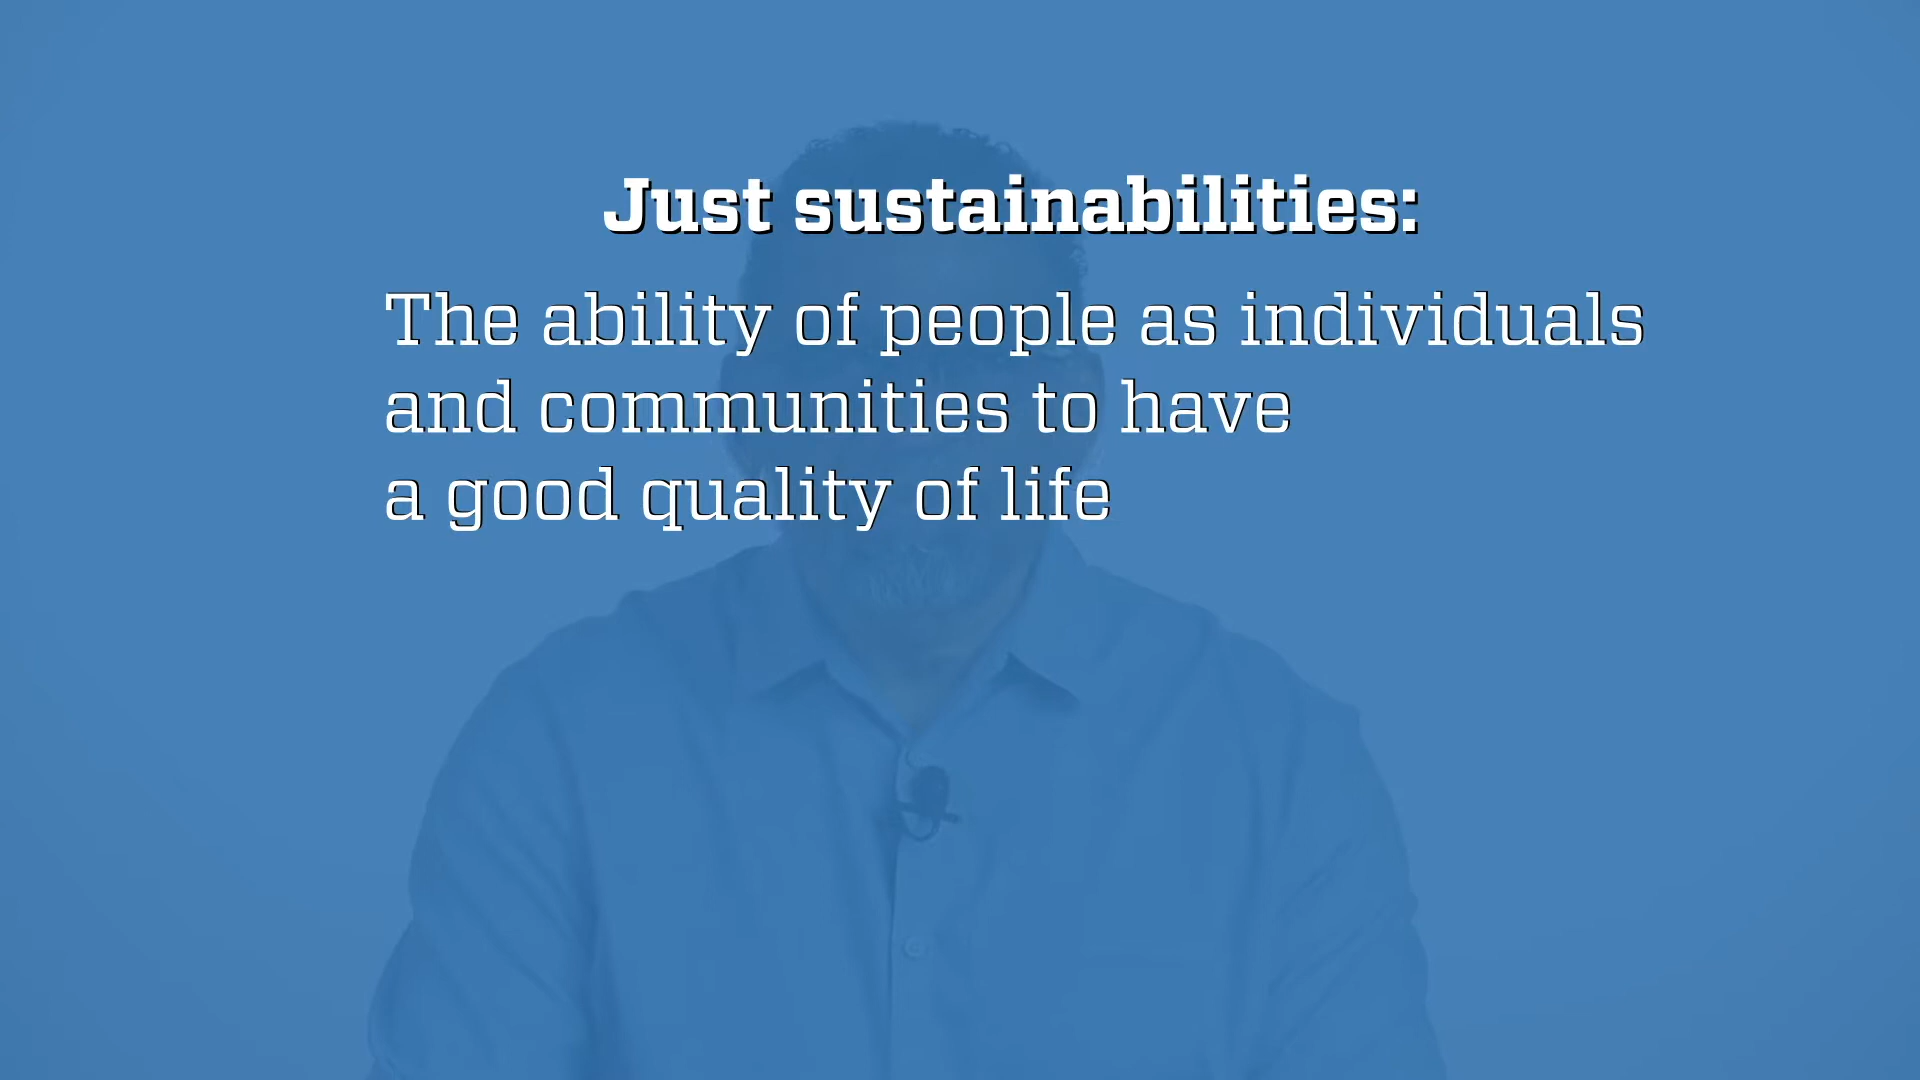 Just sustainabilities:
The ability of people as individuals
and communities to have
a good quality of life